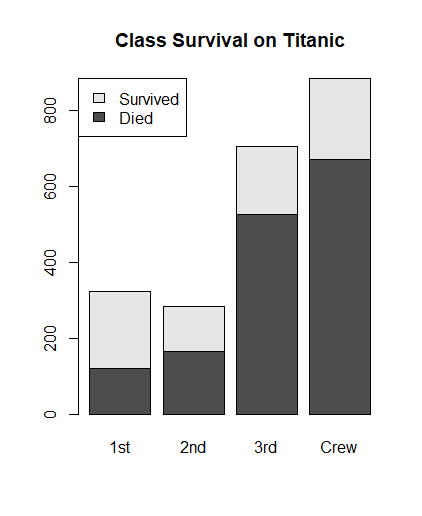 Class Survival on Titanic
Survived
Died
800
600
400
200
0
1st 2nd 3rd Crew